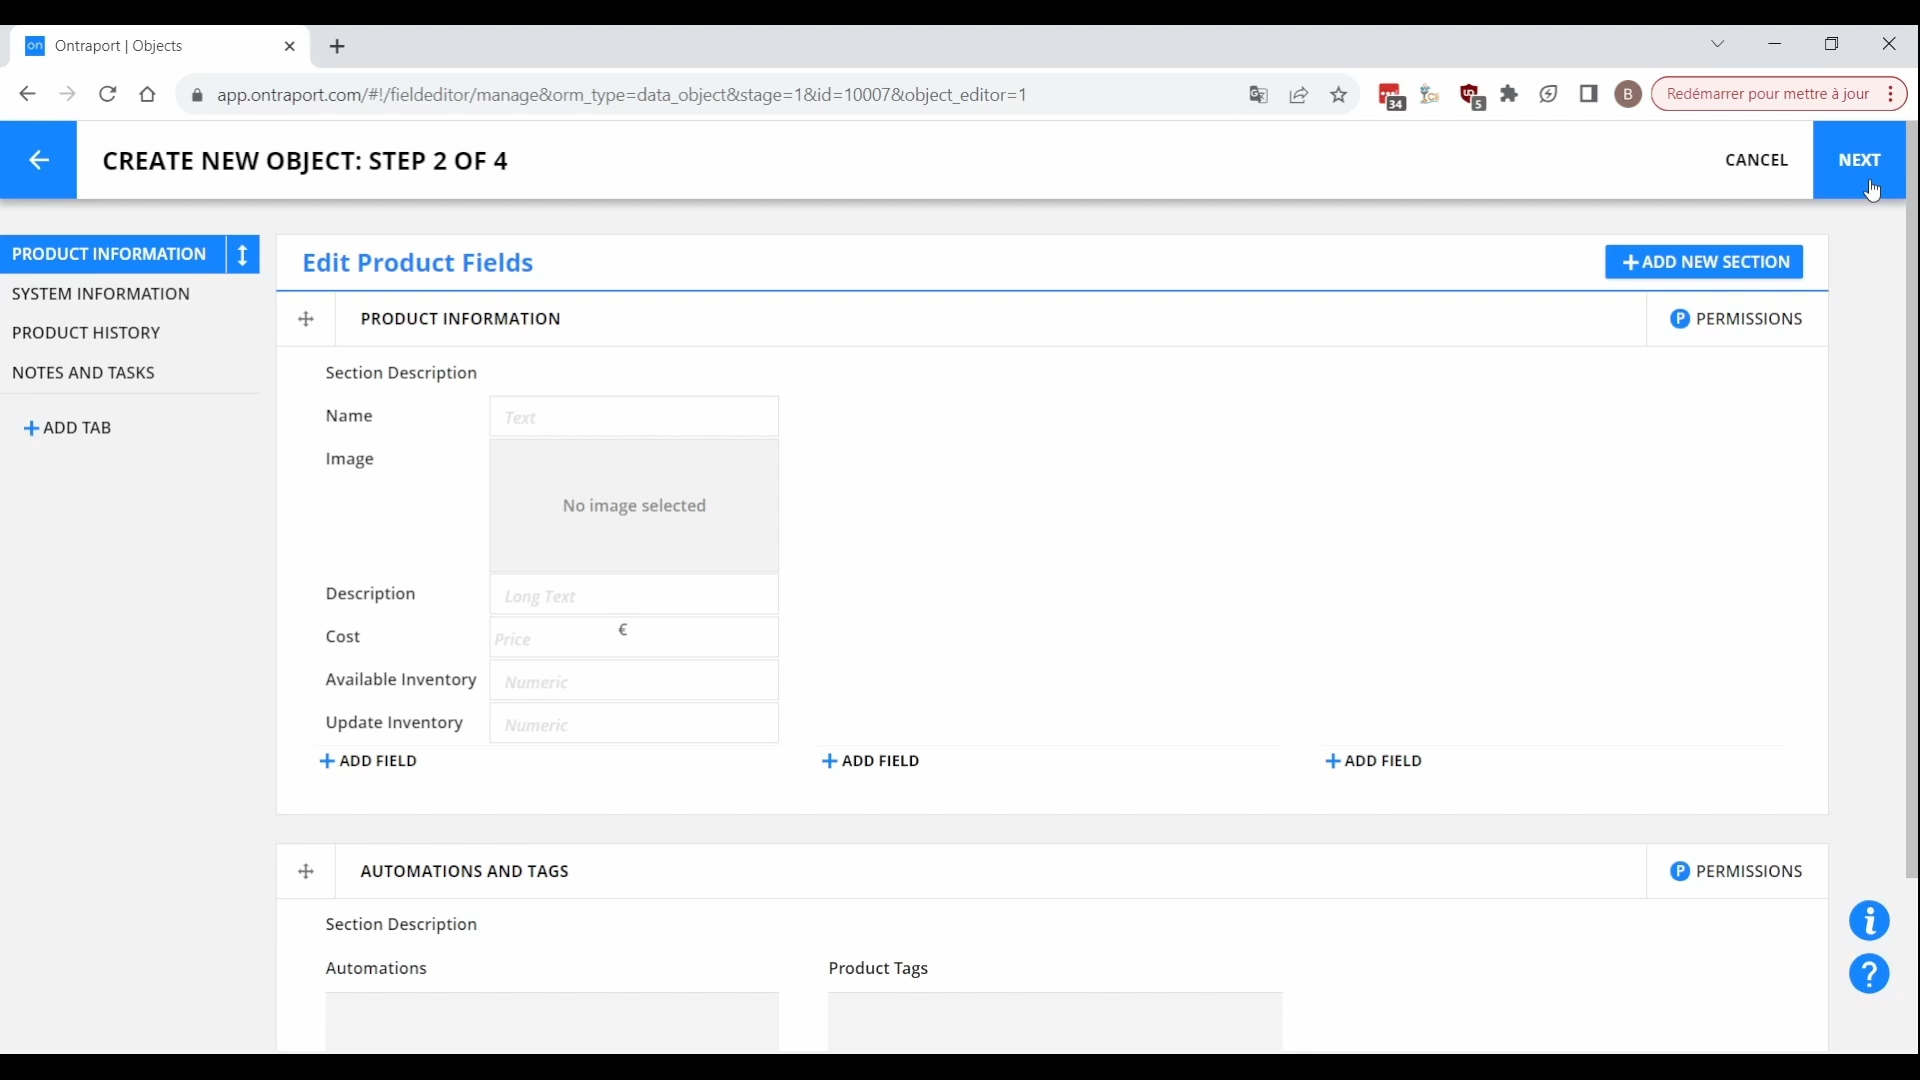 on Ontraport | Objects
app.ontraport.com/#!/fieldeditor/manage&orm_type=data_object&stage=1&id=10007&object_editor=1
34
5
B
Redémarrer pour mettre à jour
CREATE NEW OBJECT: STEP 2 OF 4
CANCEL
NEXT
PRODUCT INFORMATION
SYSTEM INFORMATION
PRODUCT HISTORY
NOTES AND TASKS
+ ADD TAB
Edit Product Fields
+ ADD NEW SECTION
PRODUCT INFORMATION
P PERMISSIONS
Section Description
Name
Text
Image
No image selected
Description
Long Text
Cost
Price €
Available Inventory
Numeric
Update Inventory
Numeric
+ ADD FIELD
+ ADD FIELD
+ ADD FIELD
AUTOMATIONS AND TAGS
P PERMISSIONS
Section Description
Automations
Product Tags
i
?